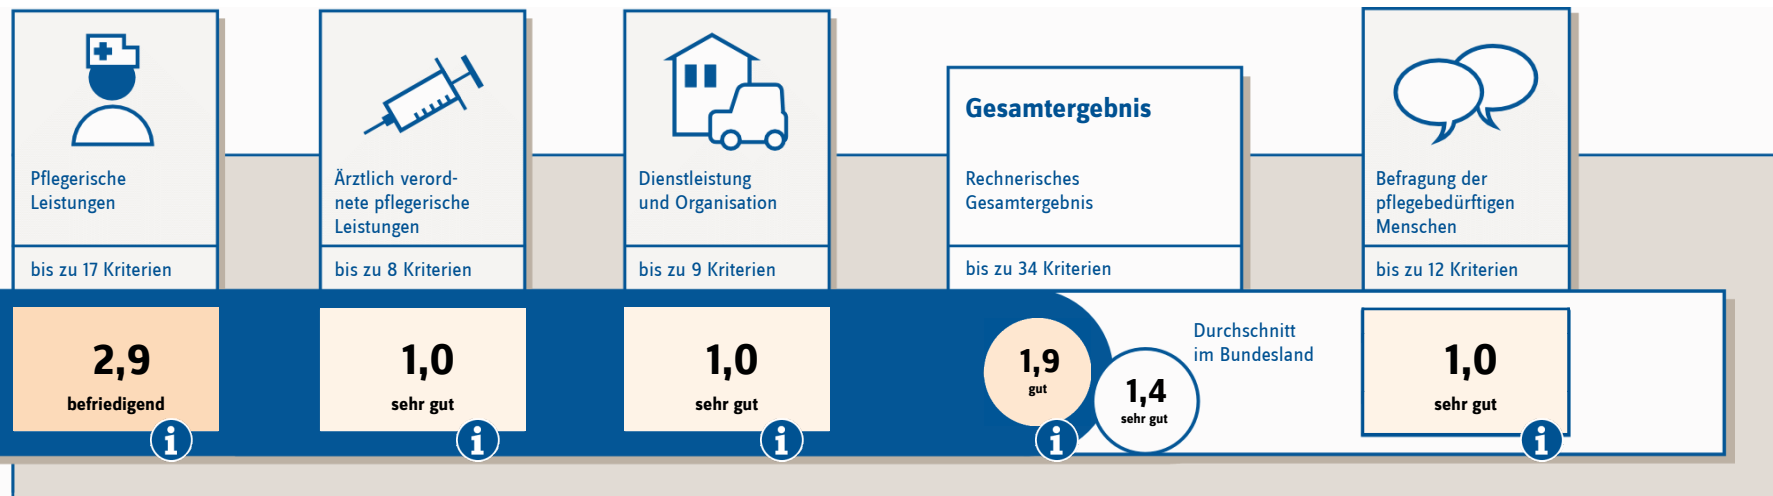 Pflegerische
Leistungen
bis zu 17 Kriterien
2,9
befriedigend
i
Ärztlich verord-
nete pflegerische
Leistungen
bis zu 8 Kriterien
1,0
sehr gut
i
Dienstleistung
und Organisation
bis zu 9 Kriterien
1,0
sehr gut
i
Gesamtergebnis
Rechnerisches
Gesamtergebnis
bis zu 34 Kriterien
1,9
gut
i
1,4
sehr gut
Durchschnitt
im Bundesland
Befragung der
pflegebedürftigen
Menschen
bis zu 12 Kriterien
1,0
sehr gut
i